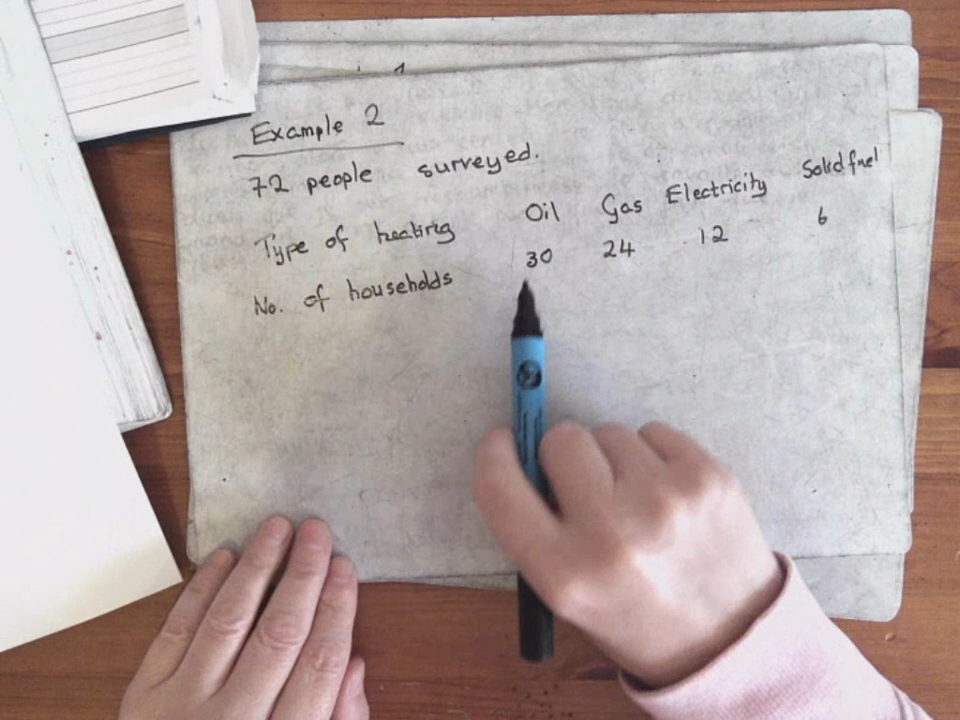 Example 2
72 people surveyed.
Type of heating Oil Gas Electricity Solid fuel
No. of households 30 24 12 6